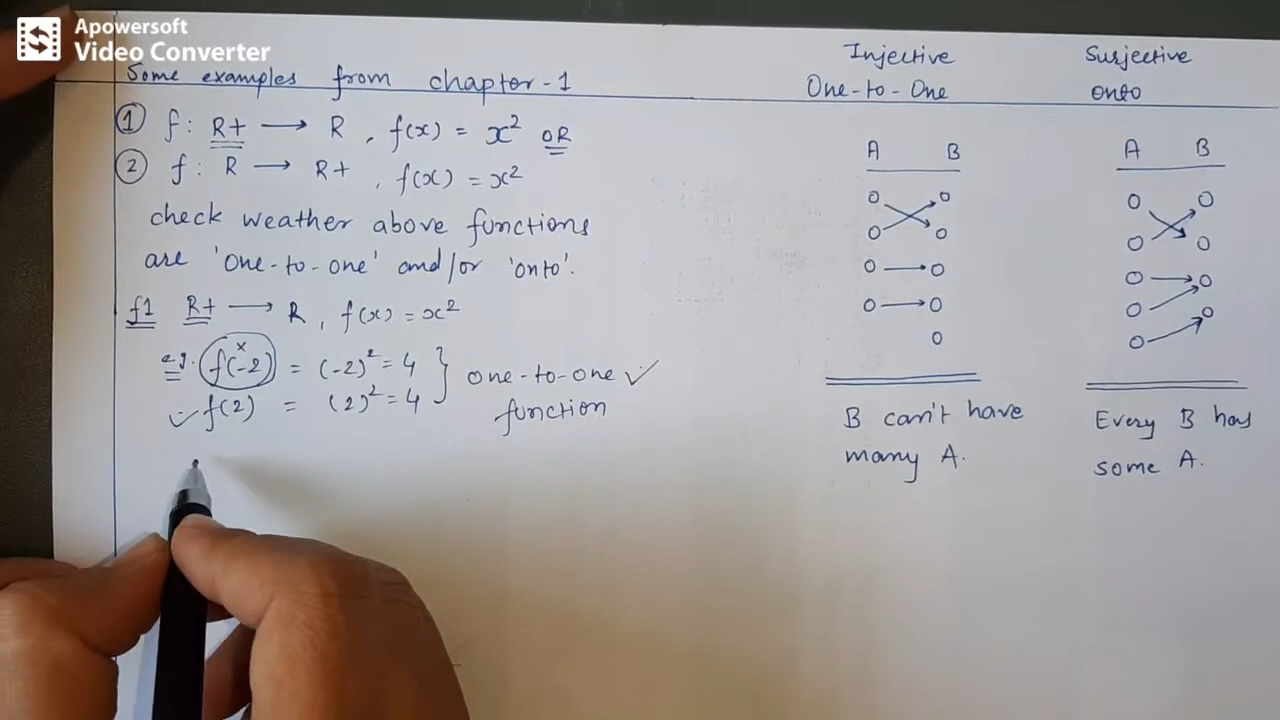 Apowersoft
Video Converter
Some examples from chapter-1
① f: R+ → R, f(x) = x² OR
② f: R → R+, f(x) = x²
check weather above functions
are 'one-to-one' and/or 'onto'.
f1 R+ → R, f(x) = x²
e.g. f(-2) = (-2)² = 4 } one-to-one ✓
x
✓ f(2) = (2)² = 4 function
Injective
One-to-One
A B
B can't have
many A.
Surjective
onto
A B
Every B has
some A.